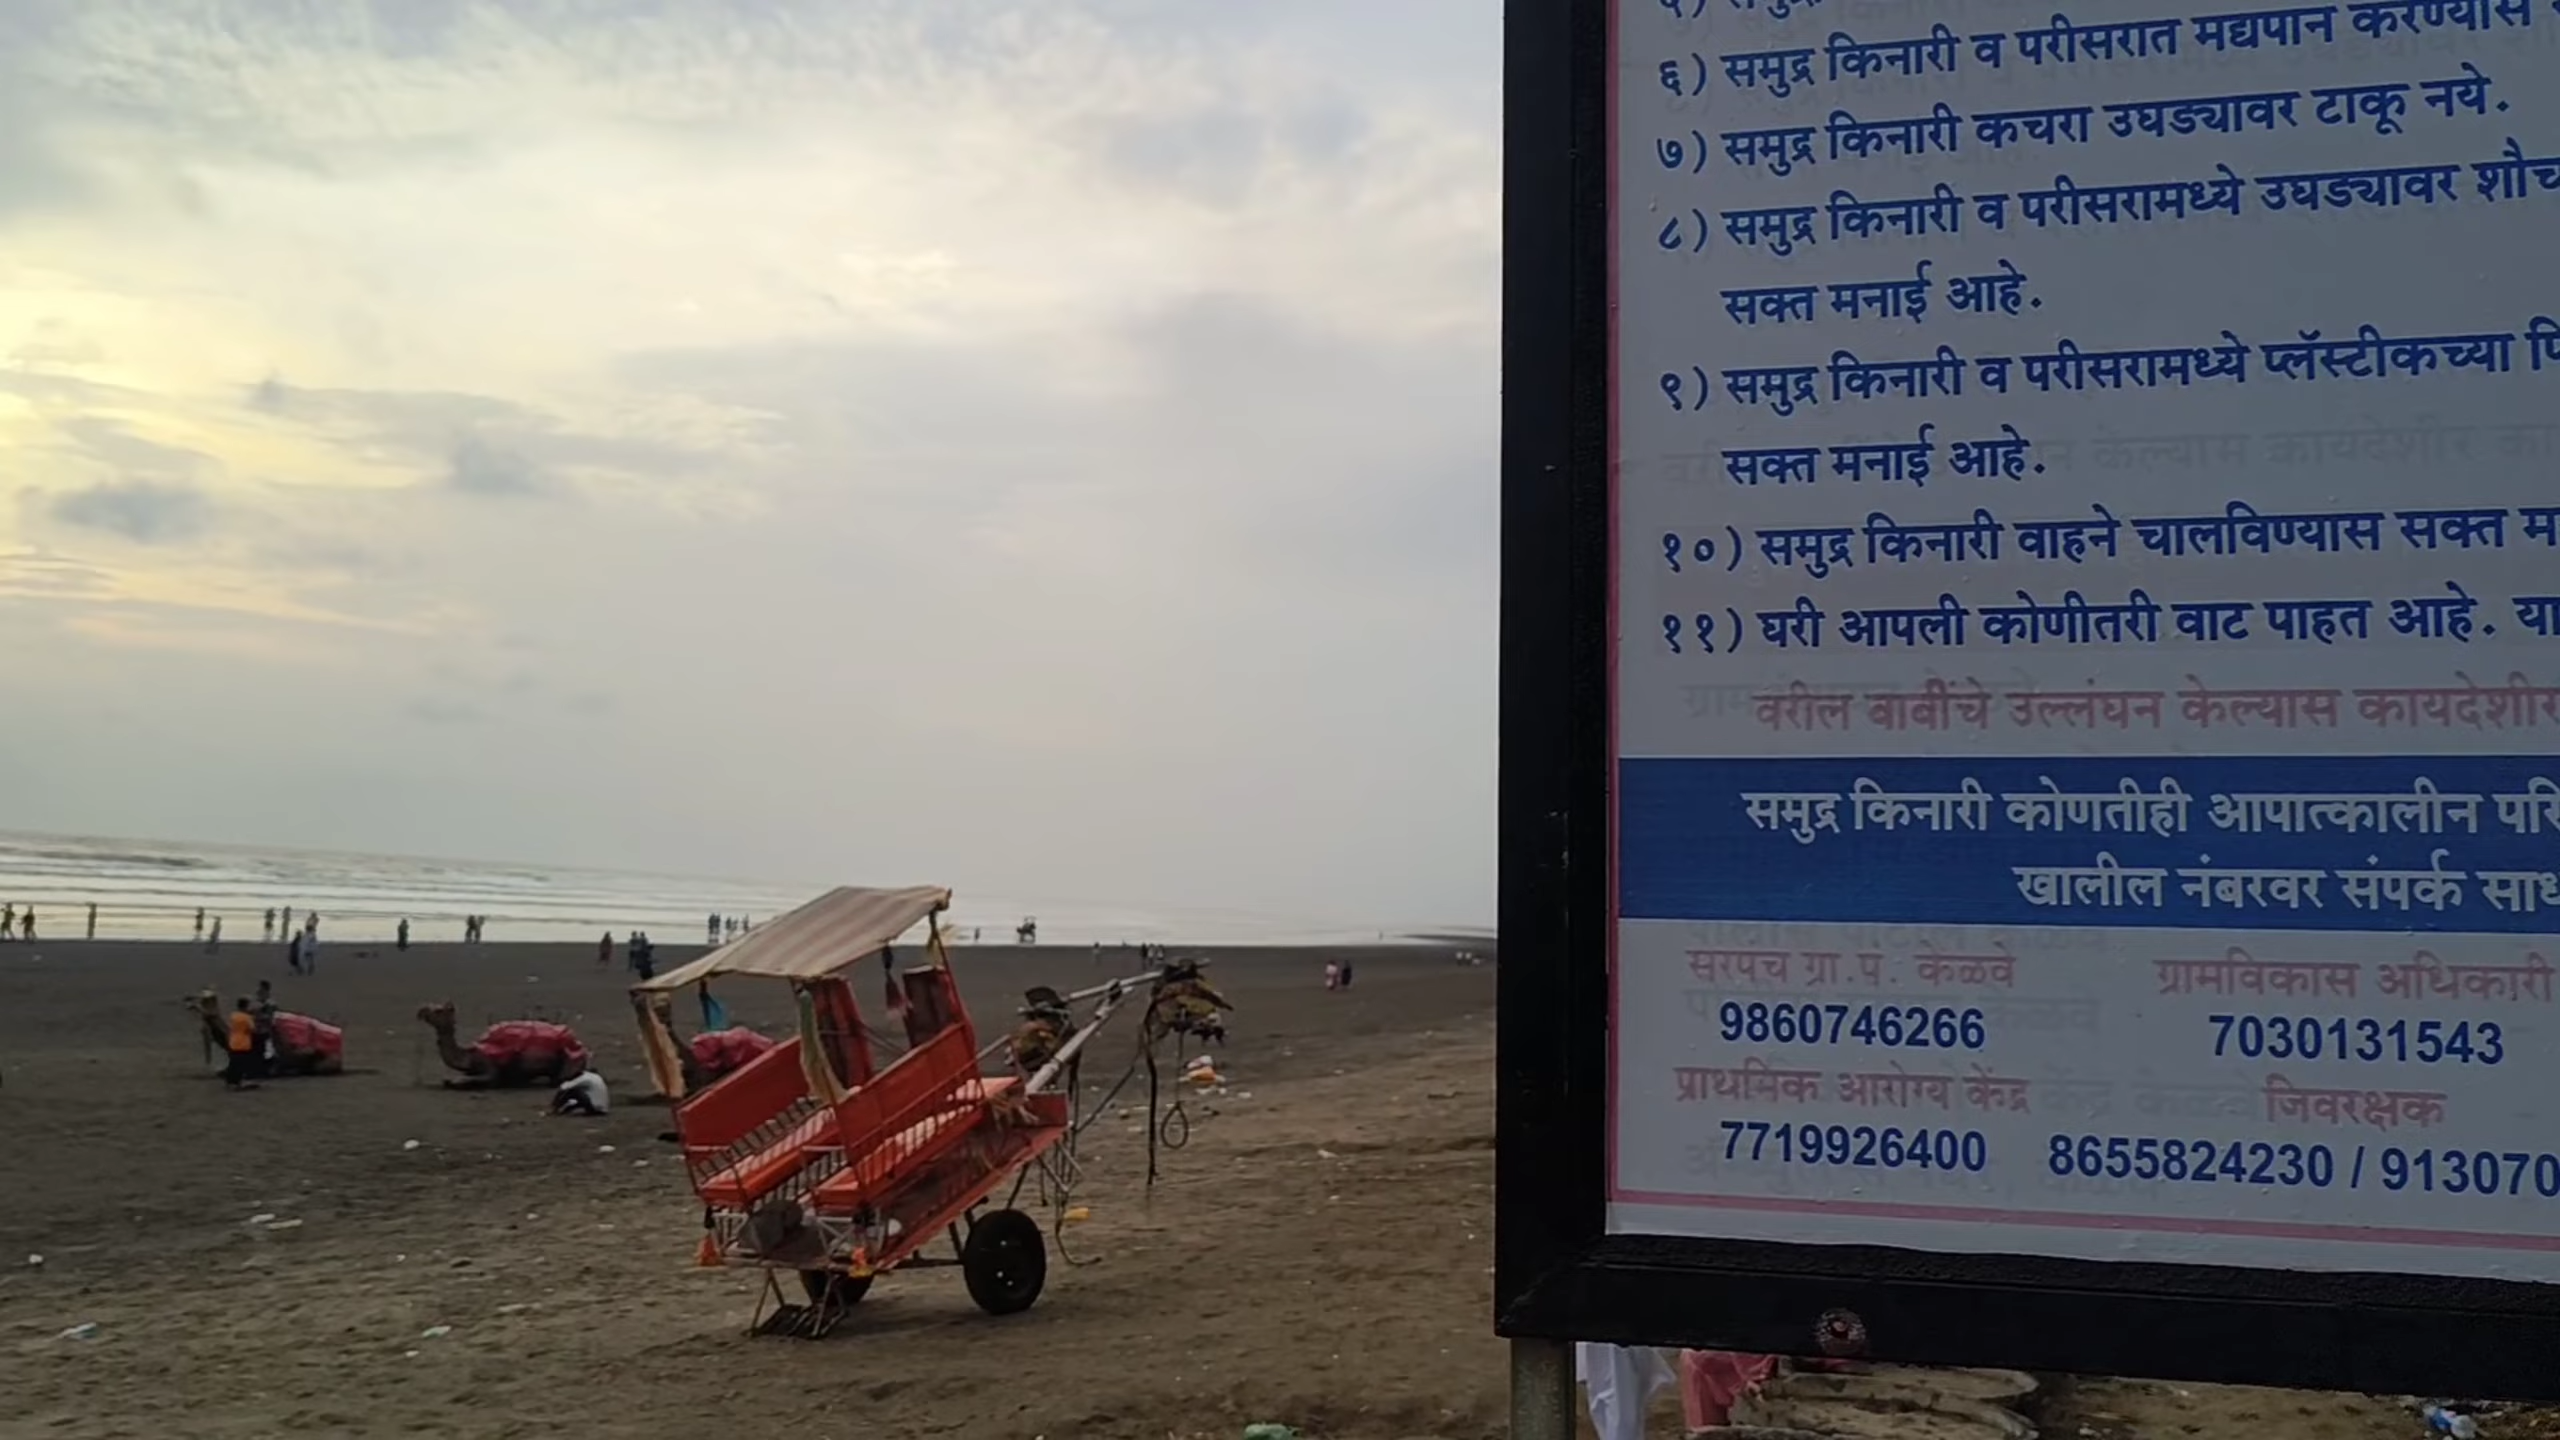 ६) समुद्र किनारी व परीसरात मद्यपान करण्यास
७) समुद्र किनारी कचरा उघड्यावर टाकू नये.
८) समुद्र किनारी व परीसरामध्ये उघड्यावर शौच
सक्त मनाई आहे.
९) समुद्र किनारी व परीसरामध्ये प्लॅस्टीकच्या
सक्त मनाई आहे.
१०) समुद्र किनारी वाहने चालविण्यास सक्त
११) घरी आपली कोणीतरी वाट पाहत आहे. या
वरील बाबींचे उल्लंघन केल्यास कायदेशीर
समुद्र किनारी कोणतीही आपात्कालीन परि
खालील नंबरवर संपर्क साध
सरपंच ग्रा.पं. केळवे ग्रामविकास अधिकारी
9860746266 7030131543
प्राथमिक आरोग्य केंद्र जिवरक्षक
7719926400 8655824230 / 913070